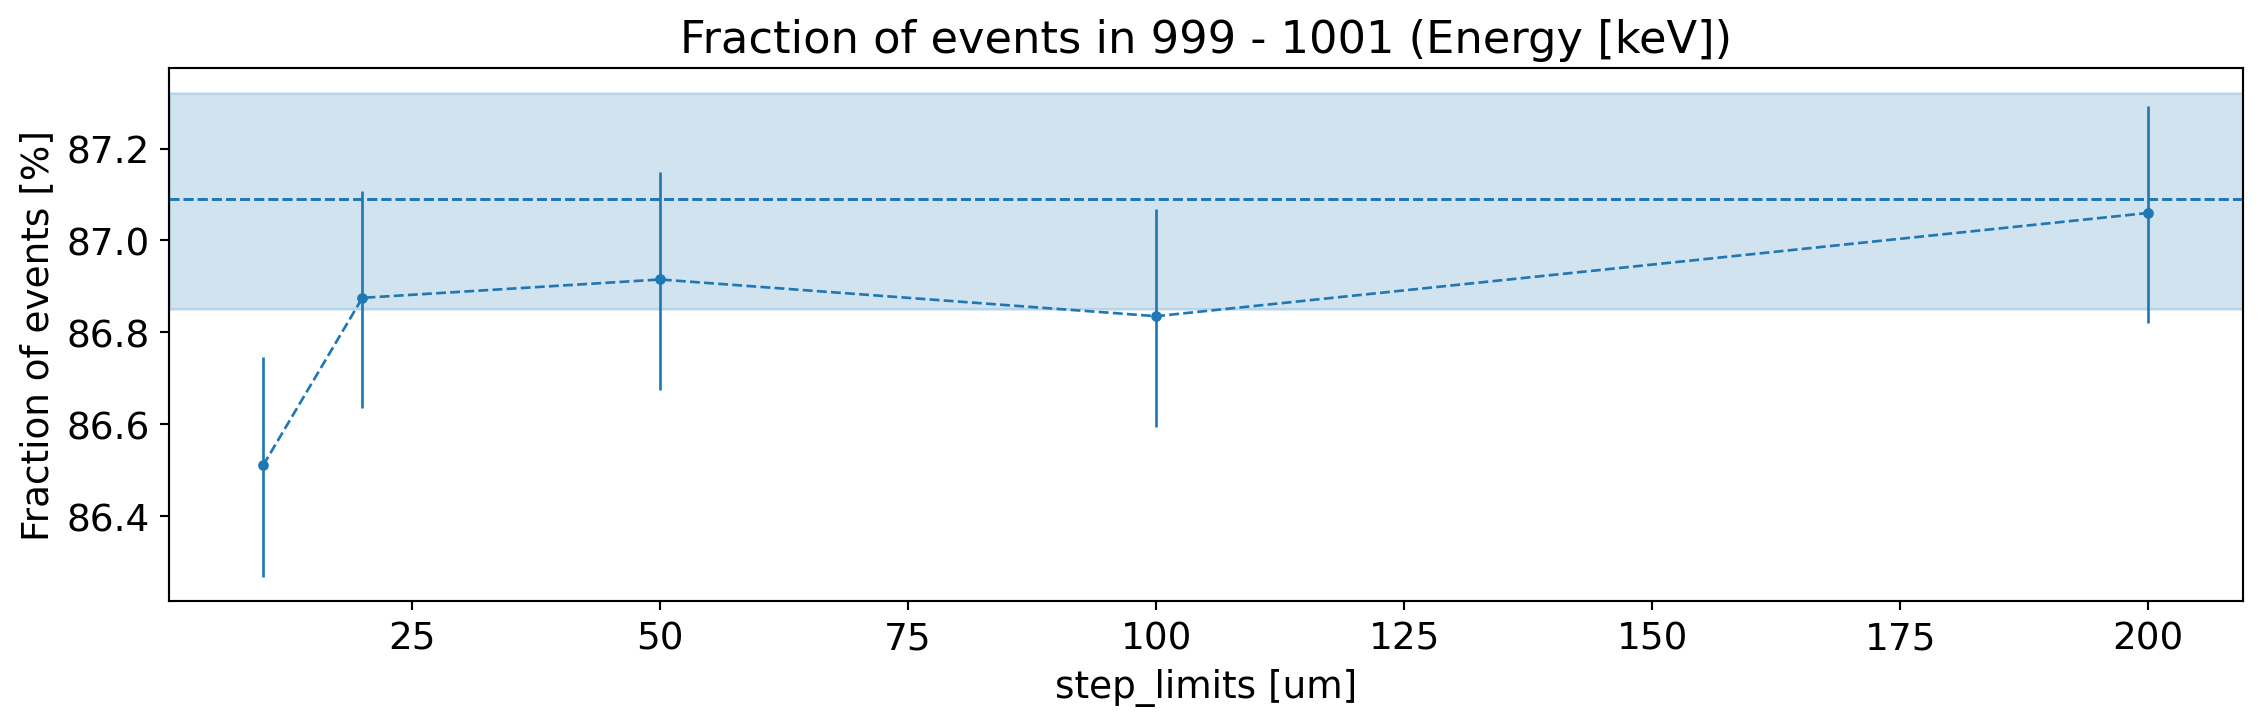 Fraction of events in 999 - 1001 (Energy [keV])
Fraction of events [%]
87.2
87.0
86.8
86.6
86.4
25 50 75 100 125 150 175 200
step_limits [um]